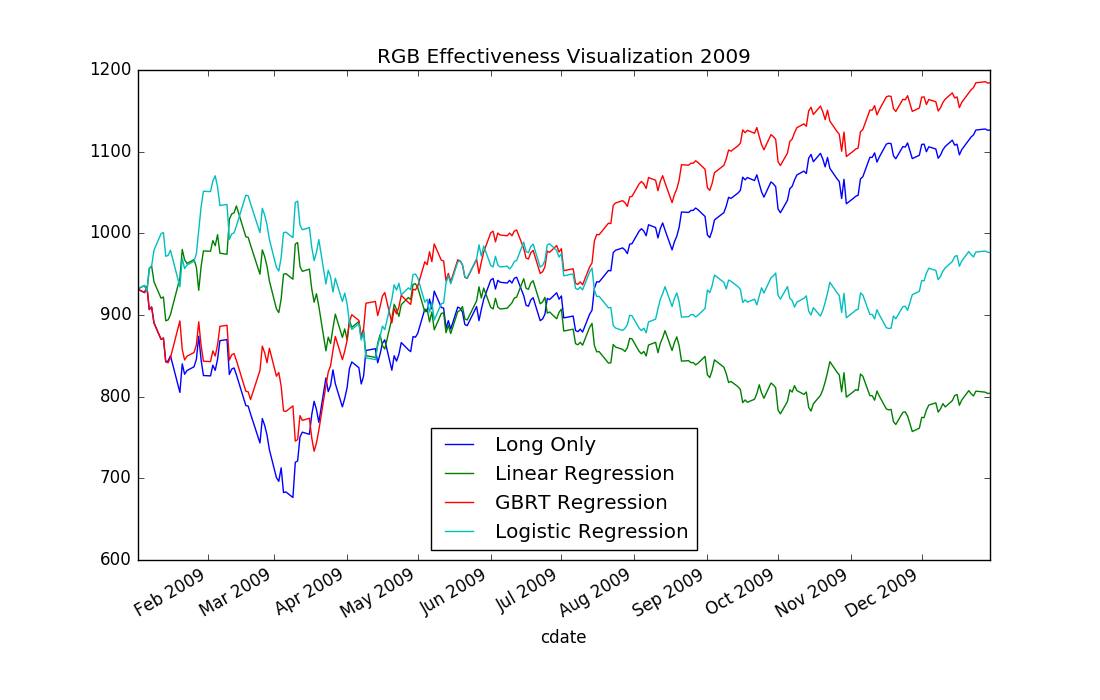 RGB Effectiveness Visualization 2009
1200
1100
1000
900
800
700
600
Long Only
Linear Regression
GBRT Regression
Logistic Regression
Feb 2009
Mar 2009
Apr 2009
May 2009
Jun 2009
Jul 2009
Aug 2009
Sep 2009
Oct 2009
Nov 2009
Dec 2009
cdate